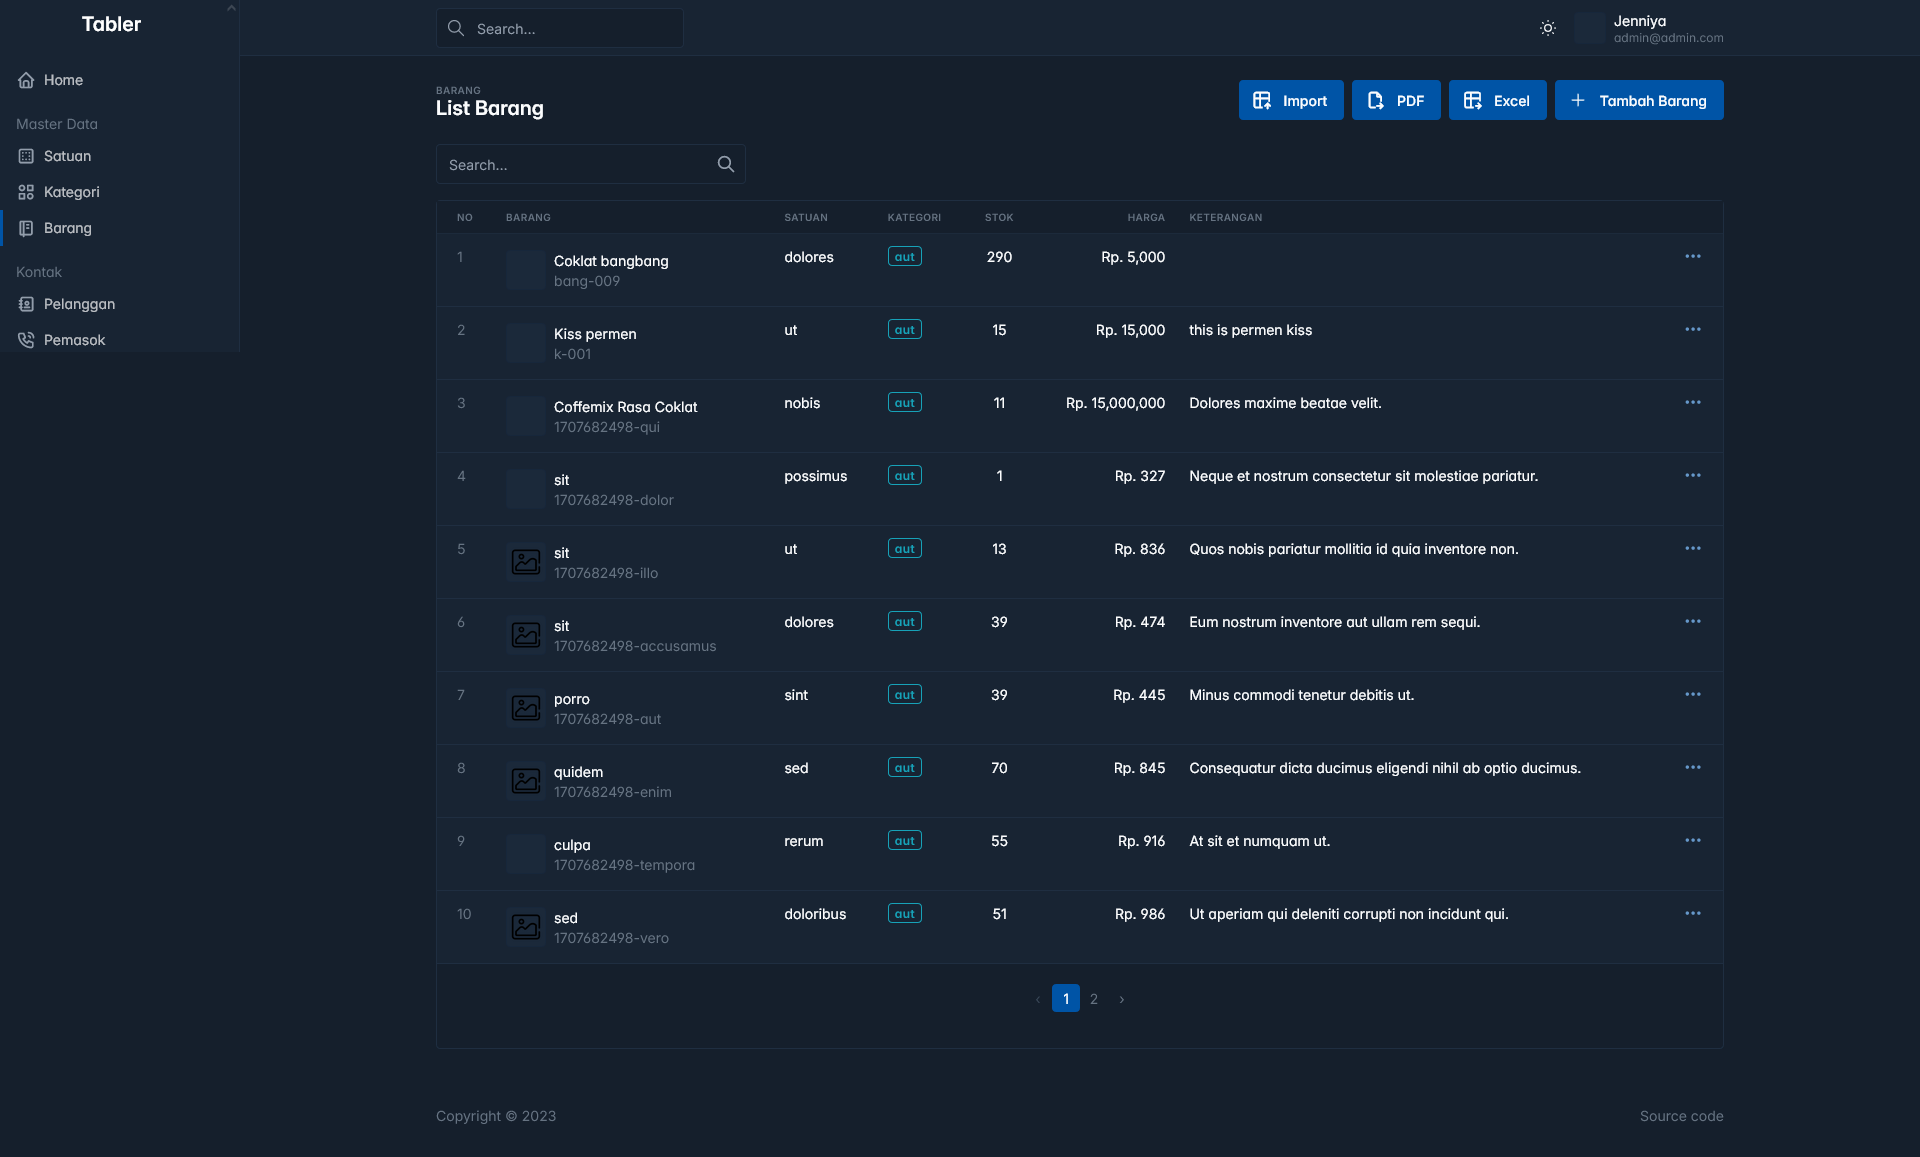 Tabler
Search...
Jenniya
admin@admin.com
Home
Master Data
Satuan
Kategori
Barang
Kontak
Pelanggan
Pemasok
BARANG
List Barang
Import
PDF
Excel
Tambah Barang
Search...
NO BARANG SATUAN KATEGORI STOK HARGA KETERANGAN
1 Coklat bangbang dolores aut 290 Rp. 5,000
bang-009
2 Kiss permen ut aut 15 Rp. 15,000 this is permen kiss
k-001
3 Coffemix Rasa Coklat nobis aut 11 Rp. 15,000,000 Dolores maxime beatae velit.
1707682498-qui
4 sit possimus aut 1 Rp. 327 Neque et nostrum consectetur sit molestiae pariatur.
1707682498-dolor
5 sit ut aut 13 Rp. 836 Quos nobis pariatur mollitia id quia inventore non.
1707682498-illo
6 sit dolores aut 39 Rp. 474 Eum nostrum inventore aut ullam rem sequi.
1707682498-accusamus
7 porro sint aut 39 Rp. 445 Minus commodi tenetur debitis ut.
1707682498-aut
8 quidem sed aut 70 Rp. 845 Consequatur dicta ducimus eligendi nihil ab optio ducimus.
1707682498-enim
9 culpa rerum aut 55 Rp. 916 At sit et numquam ut.
1707682498-tempora
10 sed doloribus aut 51 Rp. 986 Ut aperiam qui deleniti corrupti non incidunt qui.
1707682498-vero
‹ 1 2 ›
Copyright © 2023
Source code